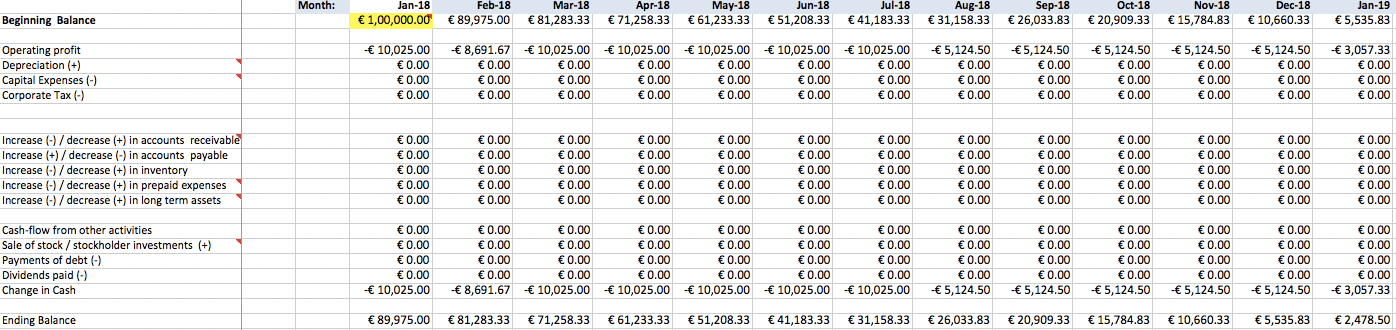 Month: Jan-18 Feb-18 Mar-18 Apr-18 May-18 Jun-18 Jul-18 Aug-18 Sep-18 Oct-18 Nov-18 Dec-18 Jan-19
Beginning Balance € 1,00,000.00 € 89,975.00 € 81,283.33 € 71,258.33 € 61,233.33 € 51,208.33 € 41,183.33 € 31,158.33 € 26,033.83 € 20,909.33 € 15,784.83 € 10,660.33 € 5,535.83
Operating profit -€ 10,025.00 -€ 8,691.67 -€ 10,025.00 -€ 10,025.00 -€ 10,025.00 -€ 10,025.00 -€ 10,025.00 -€ 5,124.50 -€ 5,124.50 -€ 5,124.50 -€ 5,124.50 -€ 5,124.50 -€ 3,057.33
Depreciation (+) € 0.00 € 0.00 € 0.00 € 0.00 € 0.00 € 0.00 € 0.00 € 0.00 € 0.00 € 0.00 € 0.00 € 0.00 € 0.00
Capital Expenses (-) € 0.00 € 0.00 € 0.00 € 0.00 € 0.00 € 0.00 € 0.00 € 0.00 € 0.00 € 0.00 € 0.00 € 0.00 € 0.00
Corporate Tax (-) € 0.00 € 0.00 € 0.00 € 0.00 € 0.00 € 0.00 € 0.00 € 0.00 € 0.00 € 0.00 € 0.00 € 0.00 € 0.00
Increase (-) / decrease (+) in accounts receivable € 0.00 € 0.00 € 0.00 € 0.00 € 0.00 € 0.00 € 0.00 € 0.00 € 0.00 € 0.00 € 0.00 € 0.00 € 0.00
Increase (+) / decrease (-) in accounts payable € 0.00 € 0.00 € 0.00 € 0.00 € 0.00 € 0.00 € 0.00 € 0.00 € 0.00 € 0.00 € 0.00 € 0.00 € 0.00
Increase (-) / decrease (+) in inventory € 0.00 € 0.00 € 0.00 € 0.00 € 0.00 € 0.00 € 0.00 € 0.00 € 0.00 € 0.00 € 0.00 € 0.00 € 0.00
Increase (-) / decrease (+) in prepaid expenses € 0.00 € 0.00 € 0.00 € 0.00 € 0.00 € 0.00 € 0.00 € 0.00 € 0.00 € 0.00 € 0.00 € 0.00 € 0.00
Increase (-) / decrease (+) in long term assets € 0.00 € 0.00 € 0.00 € 0.00 € 0.00 € 0.00 € 0.00 € 0.00 € 0.00 € 0.00 € 0.00 € 0.00 € 0.00
Cash-flow from other activities € 0.00 € 0.00 € 0.00 € 0.00 € 0.00 € 0.00 € 0.00 € 0.00 € 0.00 € 0.00 € 0.00 € 0.00 € 0.00
Sale of stock / stockholder investments (+) € 0.00 € 0.00 € 0.00 € 0.00 € 0.00 € 0.00 € 0.00 € 0.00 € 0.00 € 0.00 € 0.00 € 0.00 € 0.00
Payments of debt (-) € 0.00 € 0.00 € 0.00 € 0.00 € 0.00 € 0.00 € 0.00 € 0.00 € 0.00 € 0.00 € 0.00 € 0.00 € 0.00
Dividends paid (-) € 0.00 € 0.00 € 0.00 € 0.00 € 0.00 € 0.00 € 0.00 € 0.00 € 0.00 € 0.00 € 0.00 € 0.00 € 0.00
Change in Cash -€ 10,025.00 -€ 8,691.67 -€ 10,025.00 -€ 10,025.00 -€ 10,025.00 -€ 10,025.00 -€ 10,025.00 -€ 5,124.50 -€ 5,124.50 -€ 5,124.50 -€ 5,124.50 -€ 5,124.50 -€ 3,057.33
Ending Balance € 89,975.00 € 81,283.33 € 71,258.33 € 61,233.33 € 51,208.33 € 41,183.33 € 31,158.33 € 26,033.83 € 20,909.33 € 15,784.83 € 10,660.33 € 5,535.83 € 2,478.50